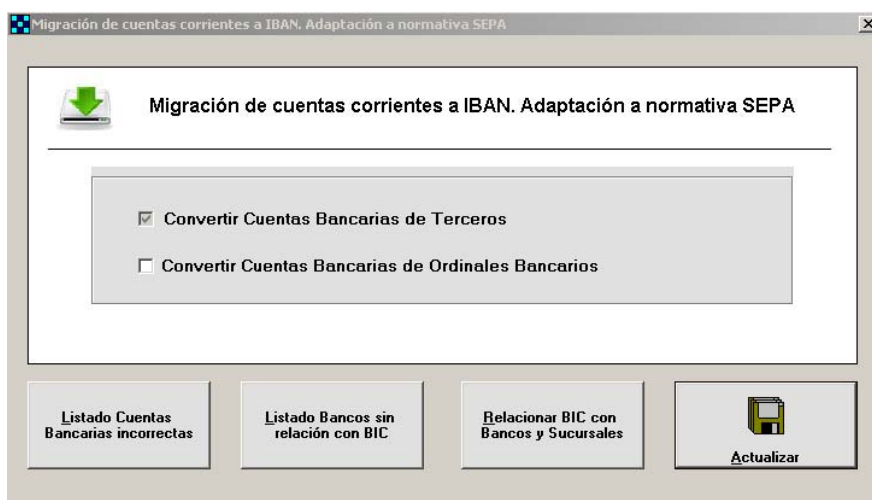 Migración de cuentas corrientes a IBAN. Adaptación a normativa SEPA
Migración de cuentas corrientes a IBAN. Adaptación a normativa SEPA
Convertir Cuentas Bancarias de Terceros
Convertir Cuentas Bancarias de Ordinales Bancarios
Listado Cuentas
Bancarias incorrectas
Listado Bancos sin
relación con BIC
Relacionar BIC con
Bancos y Sucursales
Actualizar